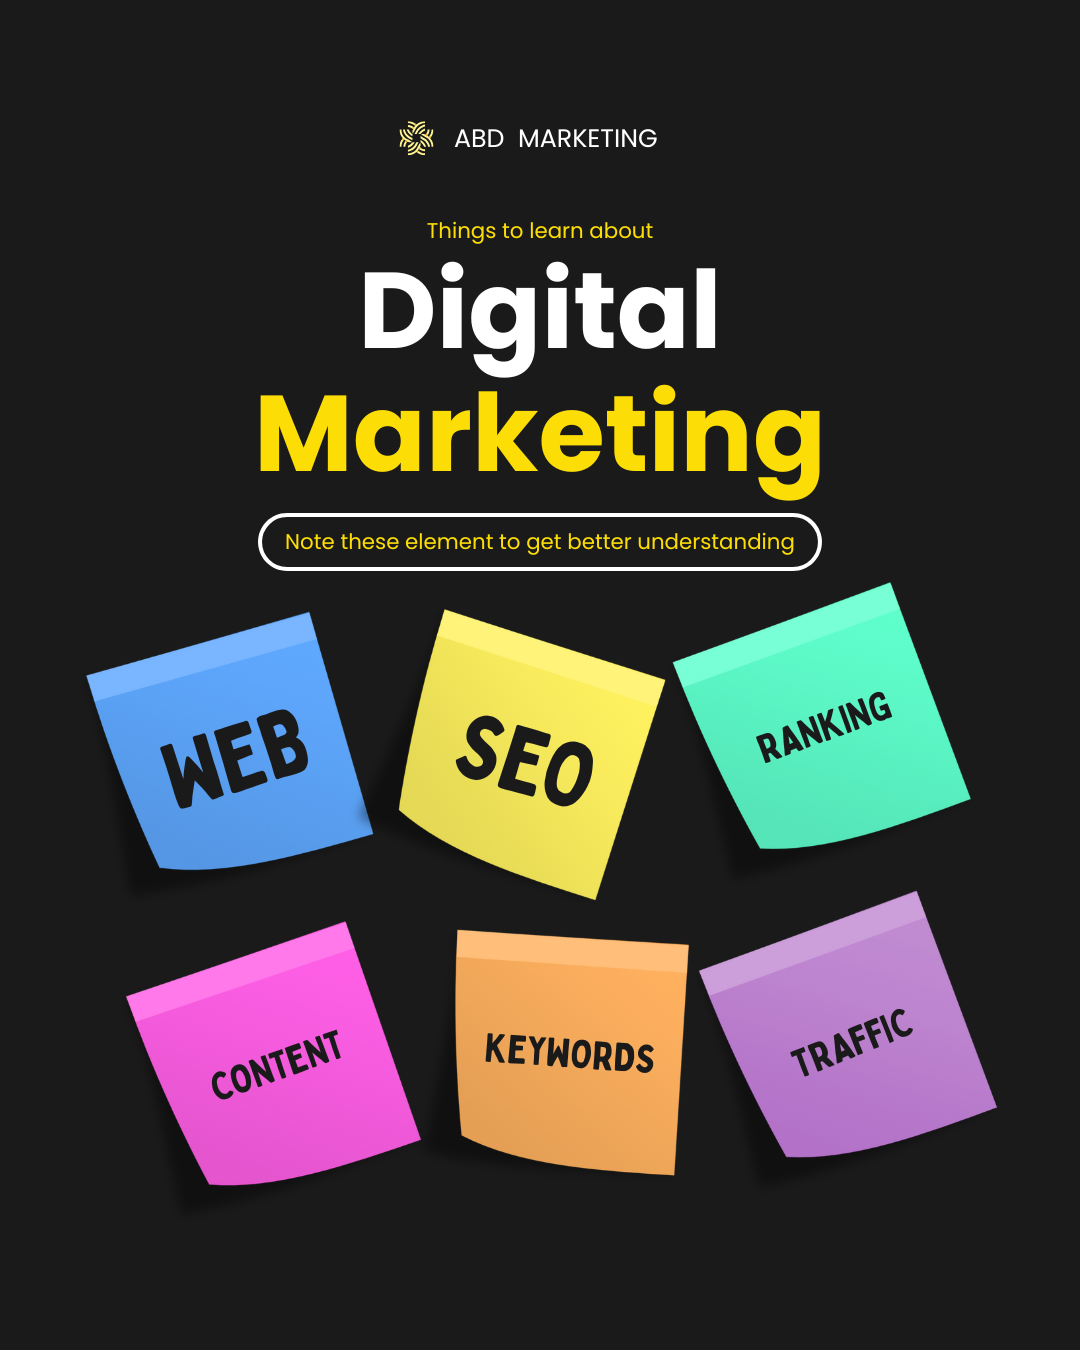 ABD MARKETING
Things to learn about
Digital
Marketing
Note these element to get better understanding
WEB
SEO
RANKING
CONTENT
KEYWORDS
TRAFFIC